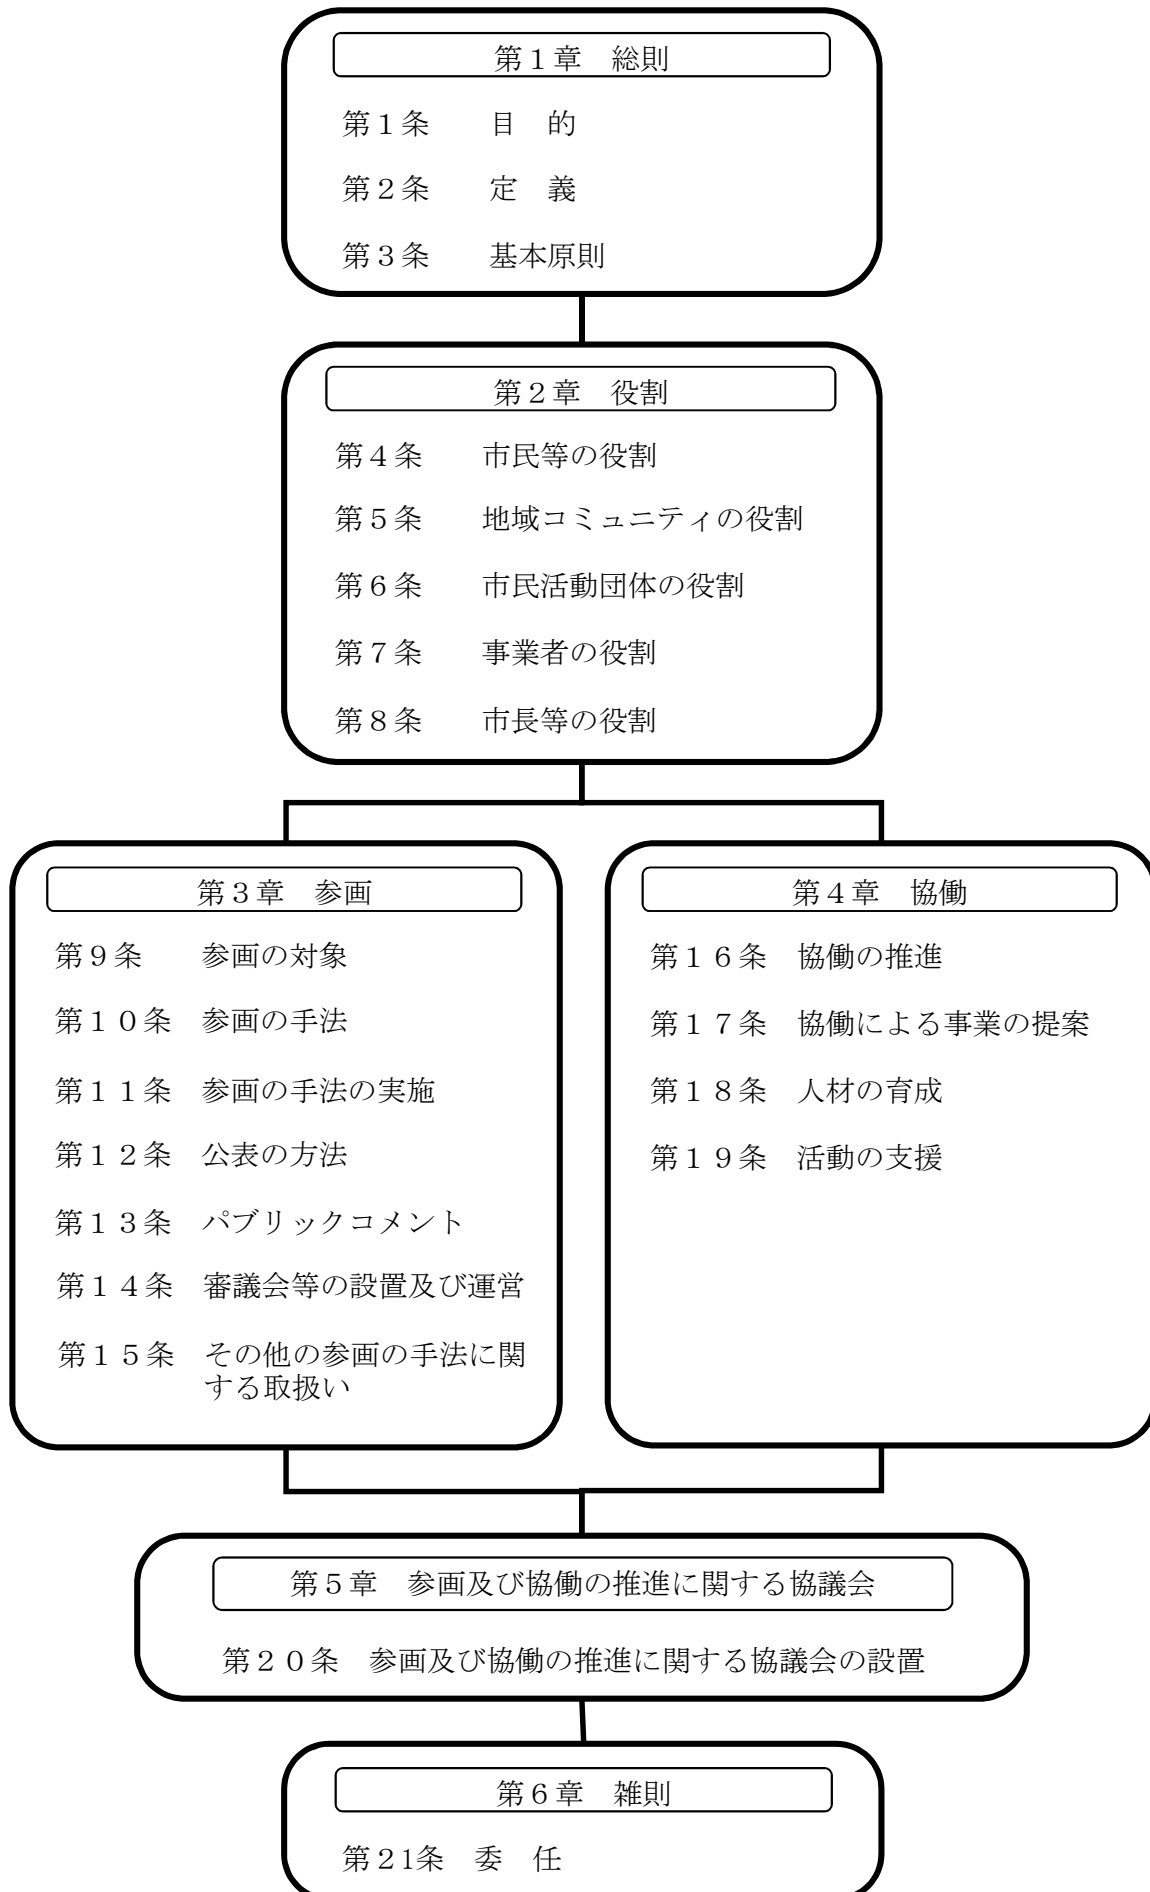 第１章　総則
第１条　　目　的
第２条　　定　義
第３条　　基本原則
第２章　役割
第４条　　市民等の役割
第５条　　地域コミュニティの役割
第６条　　市民活動団体の役割
第７条　　事業者の役割
第８条　　市長等の役割
第３章　参画
第９条　　参画の対象
第１０条　参画の手法
第１１条　参画の手法の実施
第１２条　公表の方法
第１３条　パブリックコメント
第１４条　審議会等の設置及び運営
第１５条　その他の参画の手法に関
する取扱い
第４章　協働
第１６条　協働の推進
第１７条　協働による事業の提案
第１８条　人材の育成
第１９条　活動の支援
第５章　参画及び協働の推進に関する協議会
第２０条　参画及び協働の推進に関する協議会の設置
第６章　雑則
第２1条　委　任